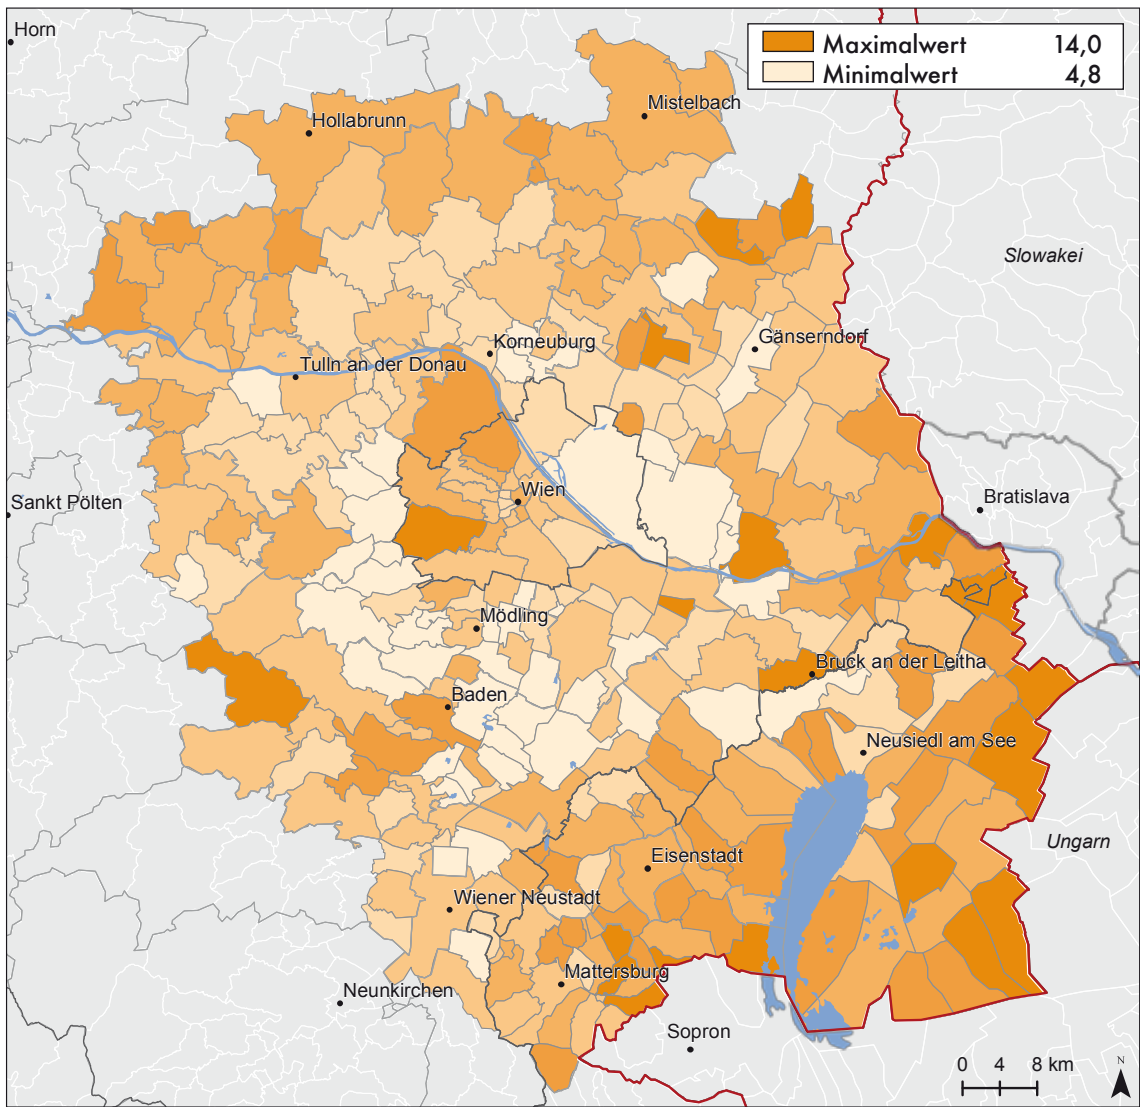 Horn
Maximalwert 14,0
Minimalwert 4,8
Mistelbach
Hollabrunn
Slowakei
Korneuburg
Gänserndorf
Tulln an der Donau
Wien
Bratislava
Sankt Pölten
Mödling
Bruck an der Leitha
Baden
Neusiedl am See
Ungarn
Eisenstadt
Wiener Neustadt
Mattersburg
Neunkirchen
Sopron
0 4 8 km
N